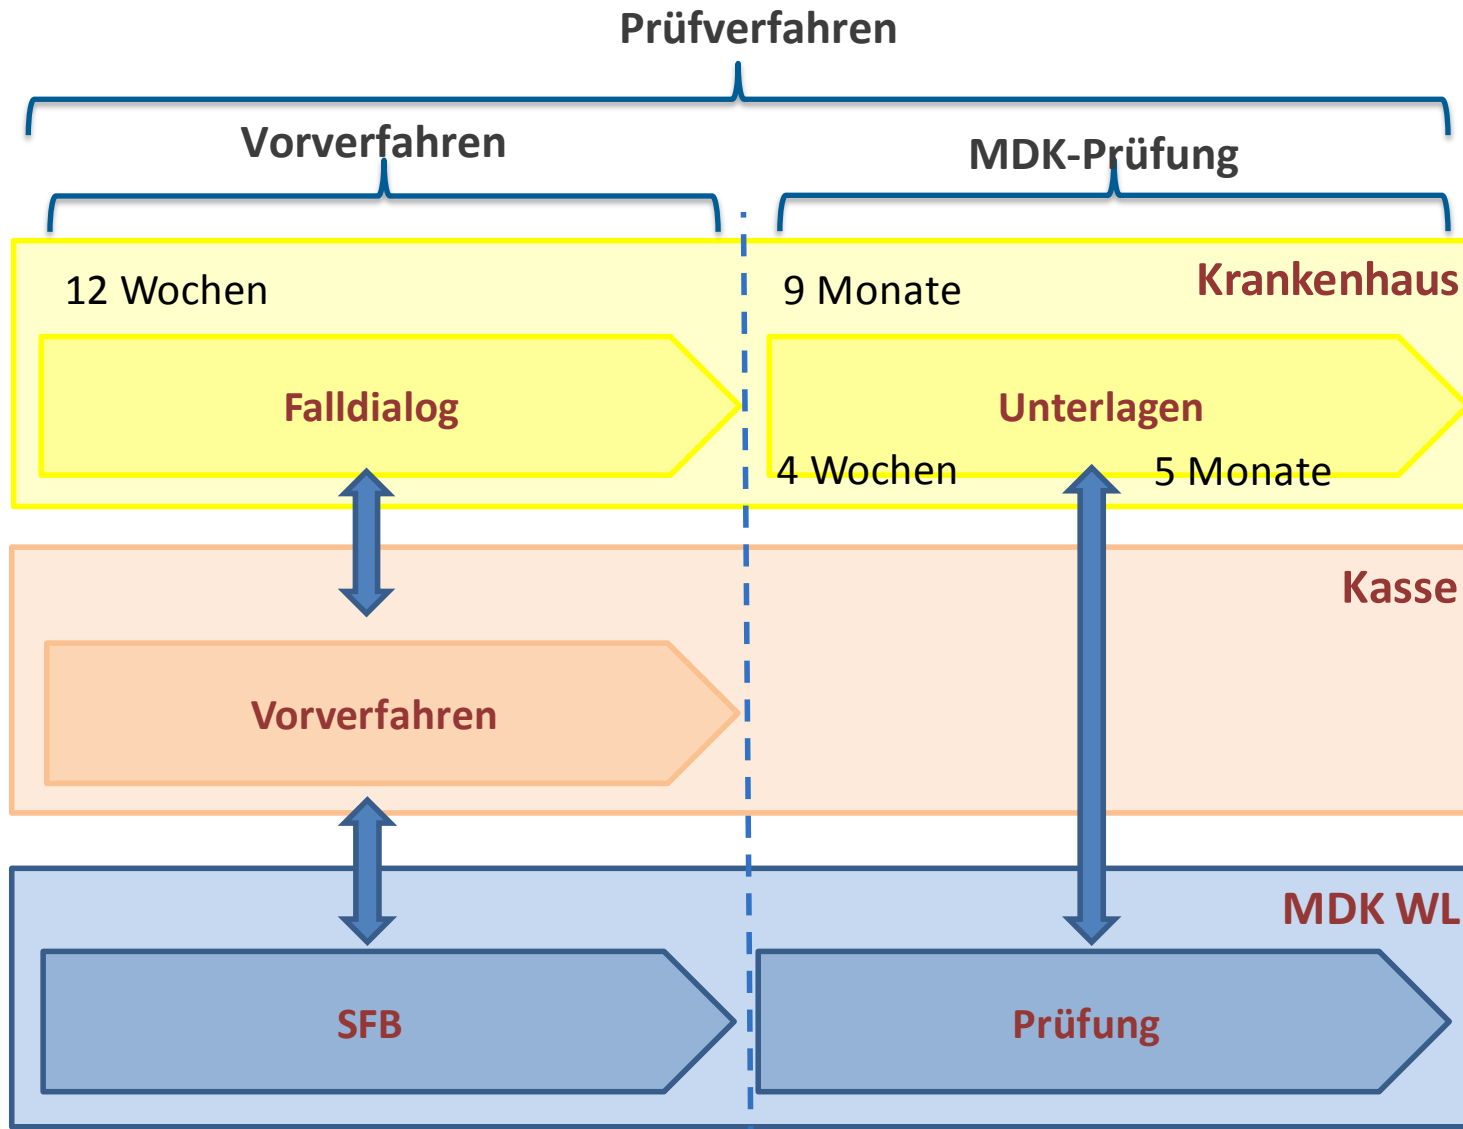 Prüfverfahren
Vorverfahren
MDK-Prüfung
12 Wochen
9 Monate
Krankenhaus
Falldialog
Unterlagen
4 Wochen
5 Monate
Kasse
Vorverfahren
MDK WL
SFB
Prüfung